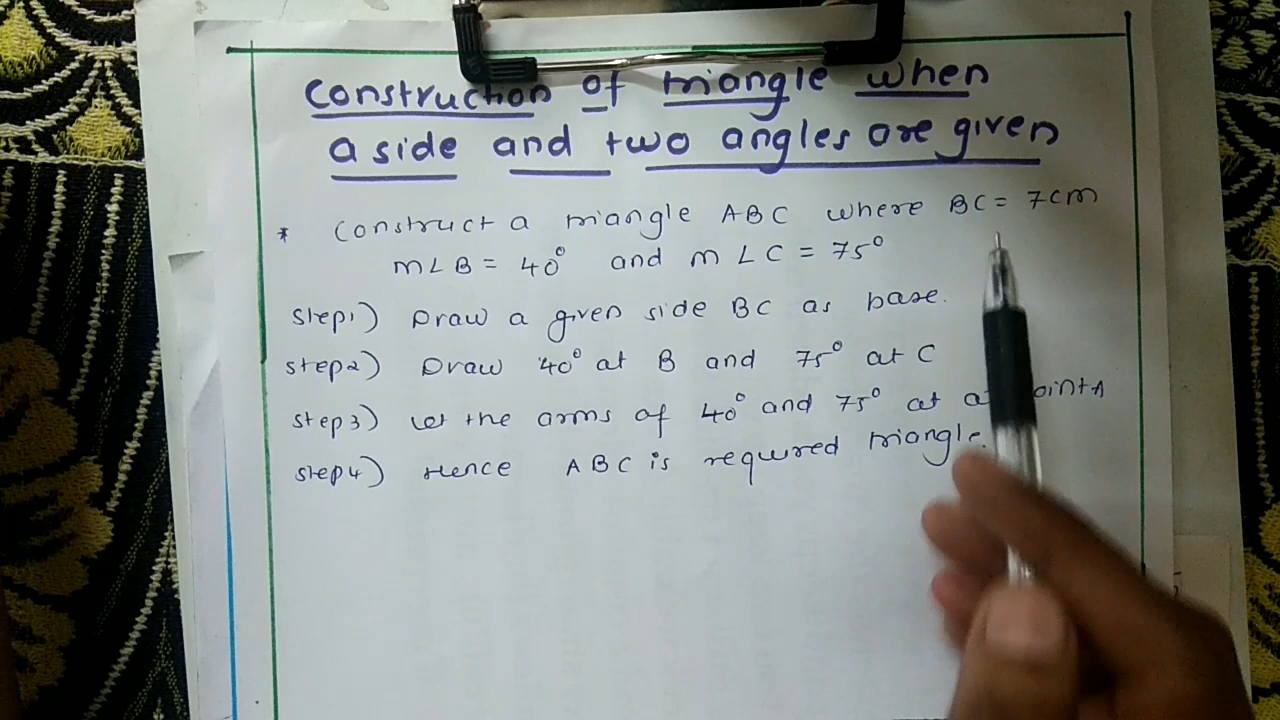 Construction of triangle when
a side and two angles are given
* Construct a triangle ABC where BC = 7cm
m∠B = 40° and m∠C = 75°
Step1) Draw a given side BC as base.
Step2) Draw 40° at B and 75° at C
Step3) Let the arms of 40° and 75° at
Step4) Hence ABC is required triangle.